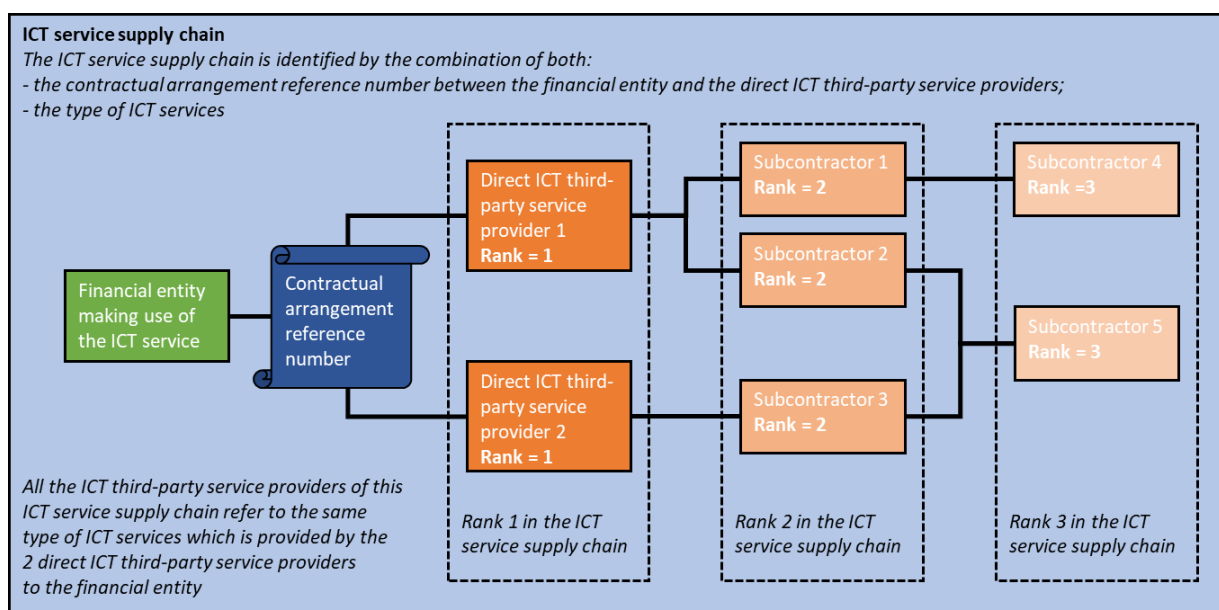 ICT service supply chain
The ICT service supply chain is identified by the combination of both:
- the contractual arrangement reference number between the financial entity and the direct ICT third-party service providers;
- the type of ICT services
Financial entity
making use of
the ICT service
Contractual
arrangement
reference
number
Direct ICT third-
party service
provider 1
Rank = 1
Direct ICT third-
party service
provider 2
Rank = 1
Subcontractor 1
Rank = 2
Subcontractor 2
Rank = 2
Subcontractor 3
Rank = 2
Subcontractor 4
Rank =3
Subcontractor 5
Rank = 3
All the ICT third-party service providers of this
ICT service supply chain refer to the same
type of ICT services which is provided by the
2 direct ICT third-party service providers
to the financial entity
Rank 1 in the ICT
service supply chain
Rank 2 in the ICT
service supply chain
Rank 3 in the ICT
service supply chain